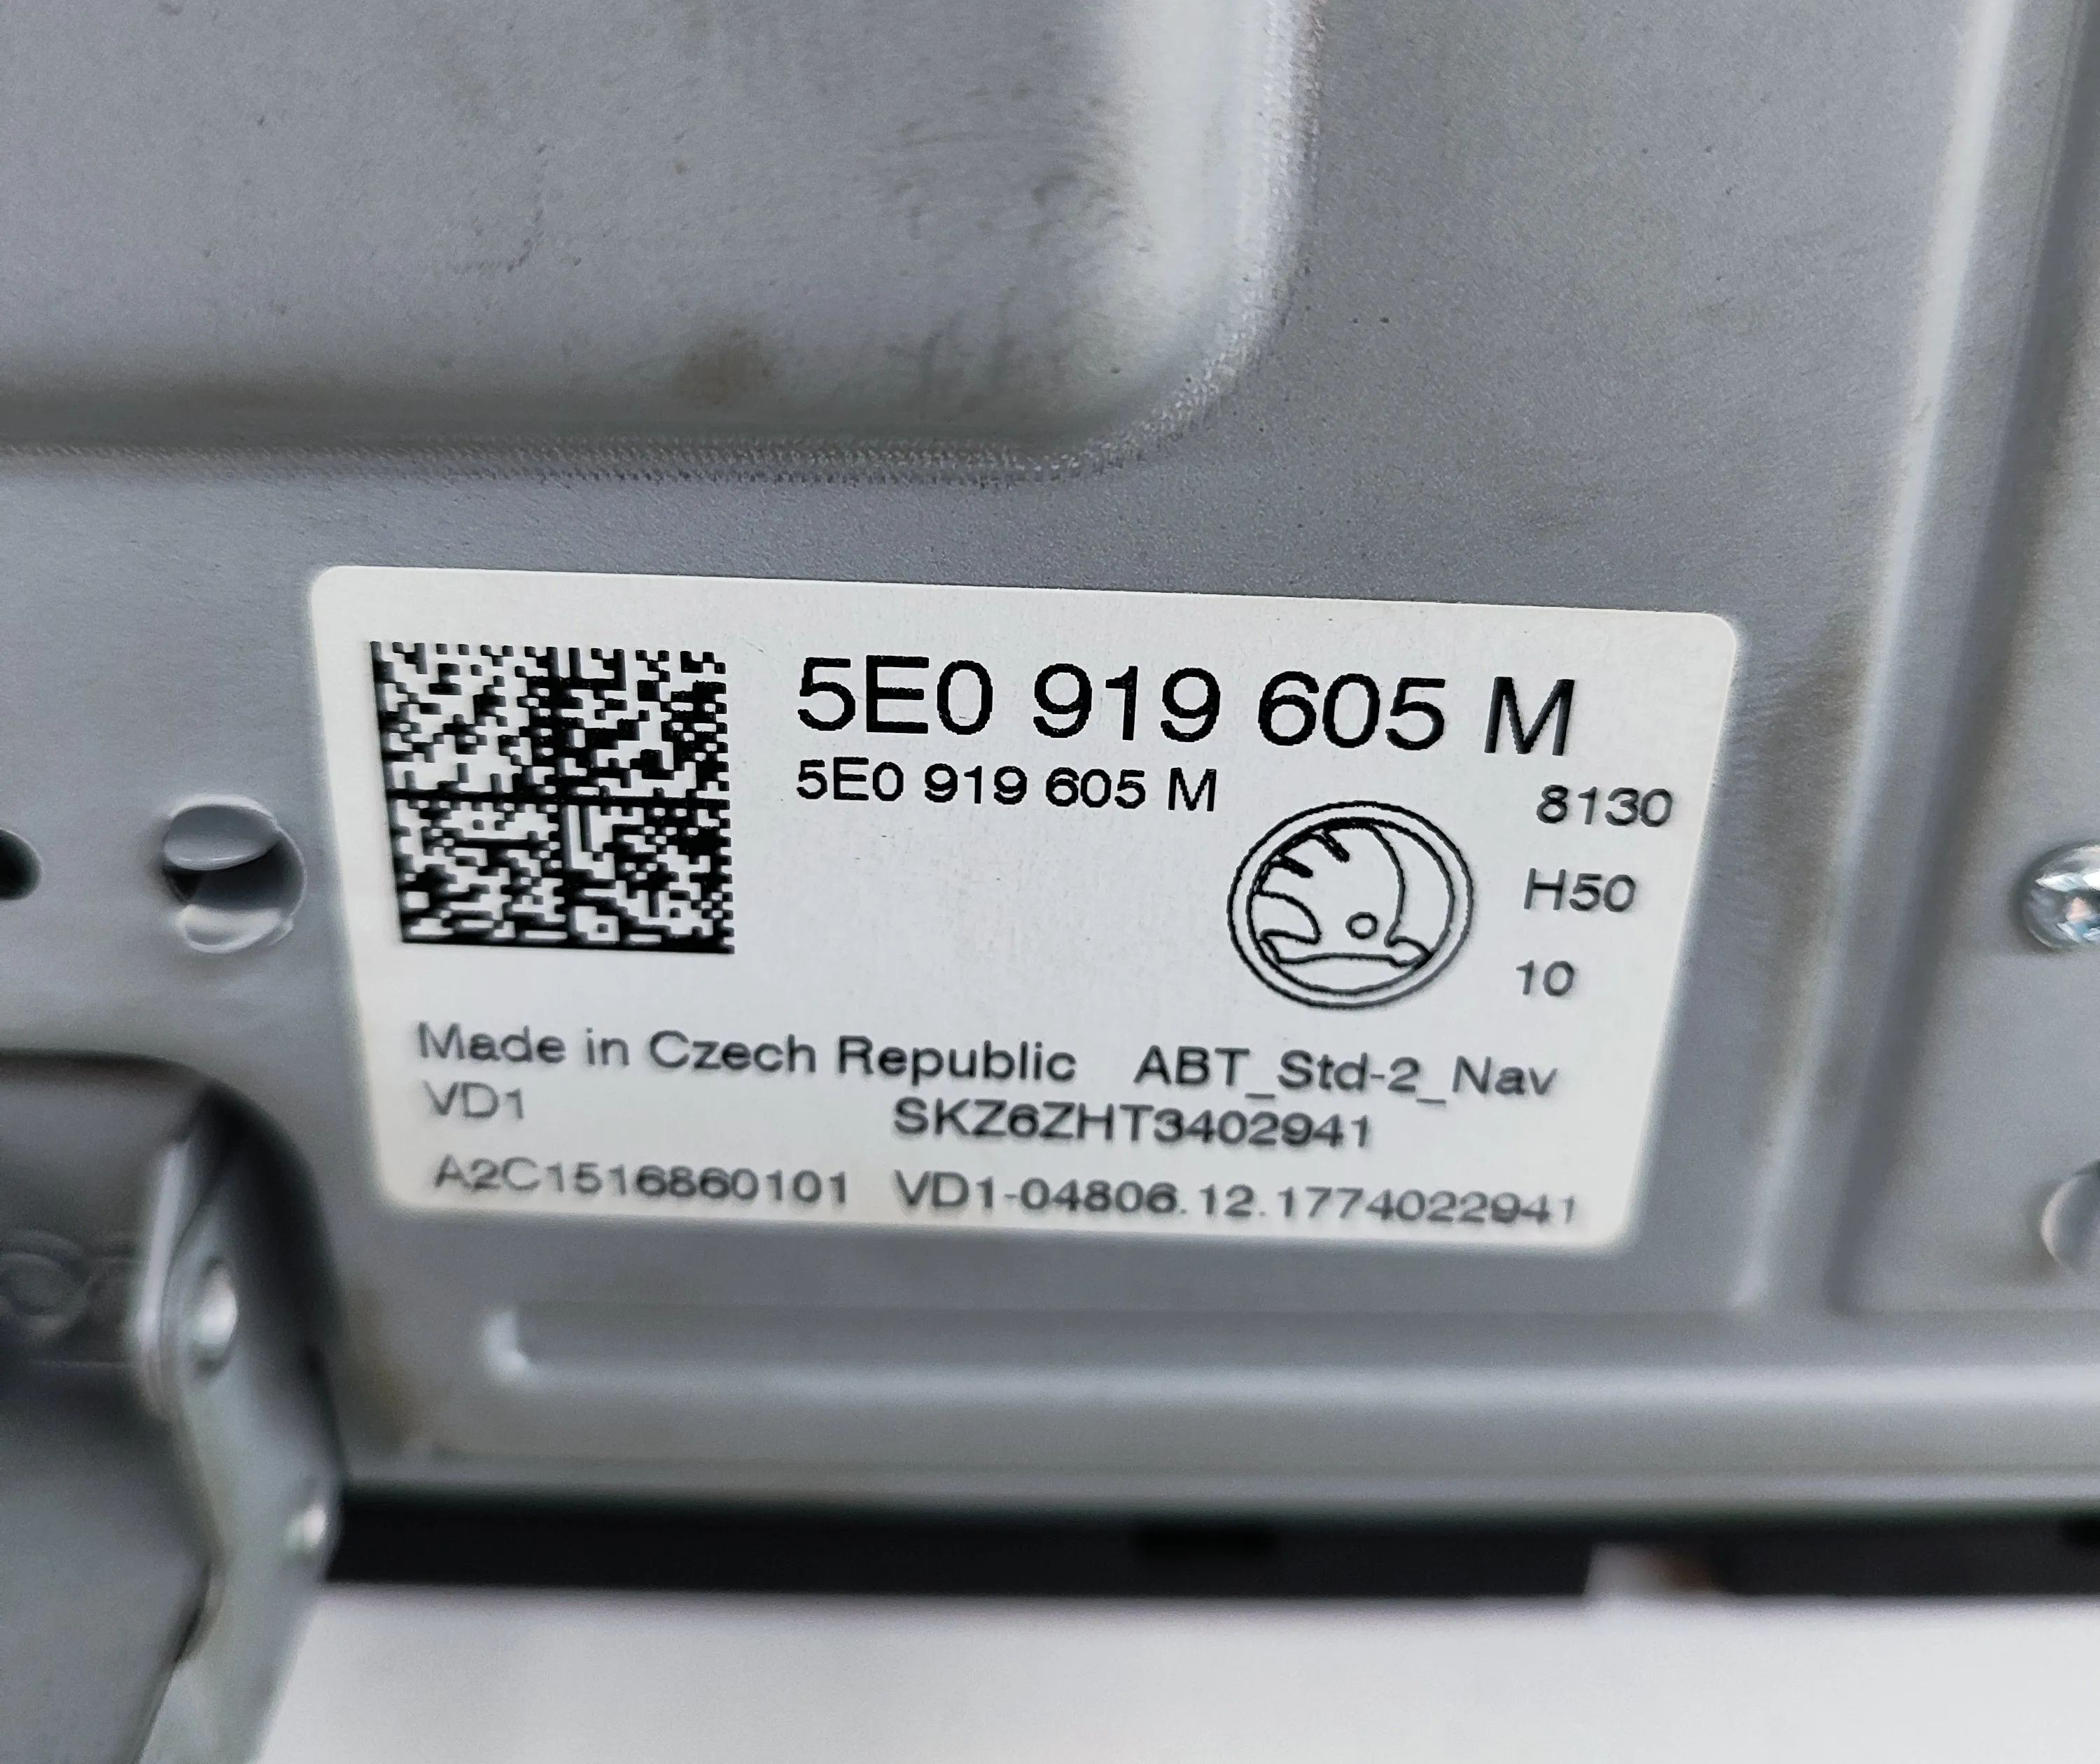 5E0 919 605 M
5E0 919 605 M
8130
H50
10
Made in Czech Republic ABT_Std-2_Nav
VD1 SKZ6ZHT3402941
A2C1516860101 VD1-04806.12.1774022941